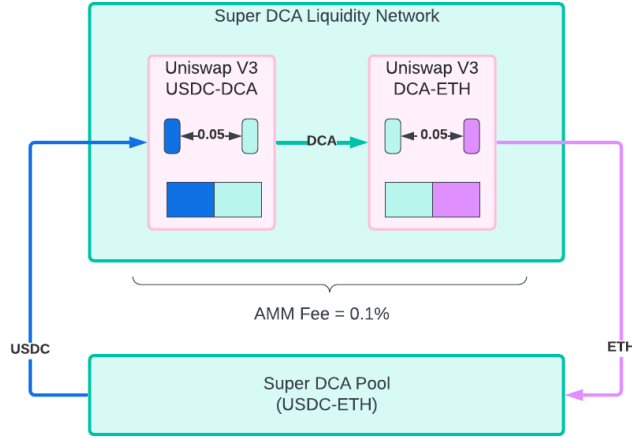 Super DCA Liquidity Network
Uniswap V3
USDC-DCA
Uniswap V3
DCA-ETH
0.05
DCA
0.05
AMM Fee = 0.1%
USDC
ETH
Super DCA Pool
(USDC-ETH)